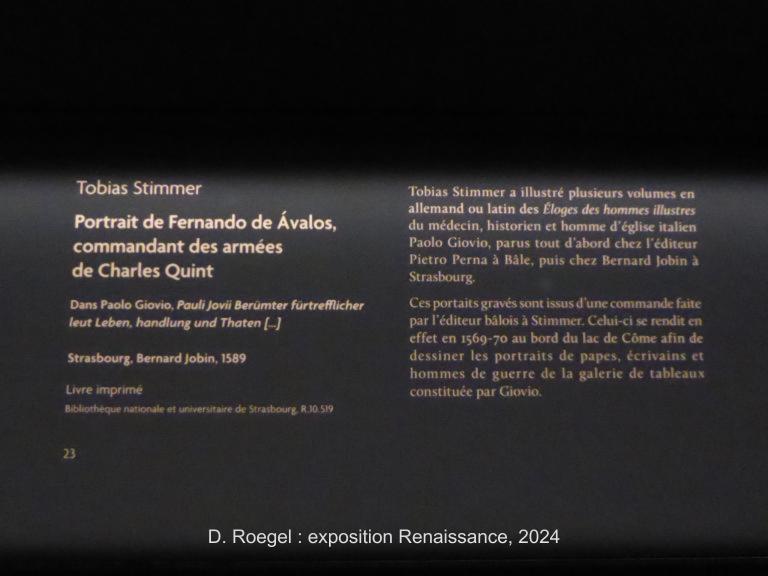 Tobias Stimmer
Portrait de Fernando de Ávalos,
commandant des armées
de Charles Quint
Dans Paolo Giovio, Pauli Jovii Berümter fürtrefflicher
leut Leben, handlung und Thaten [...]
Strasbourg, Bernard Jobin, 1589
Livre imprimé
Bibliothèque nationale et universitaire de Strasbourg, R.10.519
23
Tobias Stimmer a illustré plusieurs volumes en
allemand ou latin des Éloges des hommes illustres
du médecin, historien et homme d'église italien
Paolo Giovio, parus tout d'abord chez l'éditeur
Pietro Perna à Bâle, puis chez Bernard Jobin à
Strasbourg.
Ces portaits gravés sont issus d'une commande faite
par l'éditeur bâlois à Stimmer. Celui-ci se rendit en
effet en 1569-70 au bord du lac de Côme afin de
dessiner les portraits de papes, écrivains et
hommes de guerre de la galerie de tableaux
constituée par Giovio.
D. Roegel : exposition Renaissance, 2024